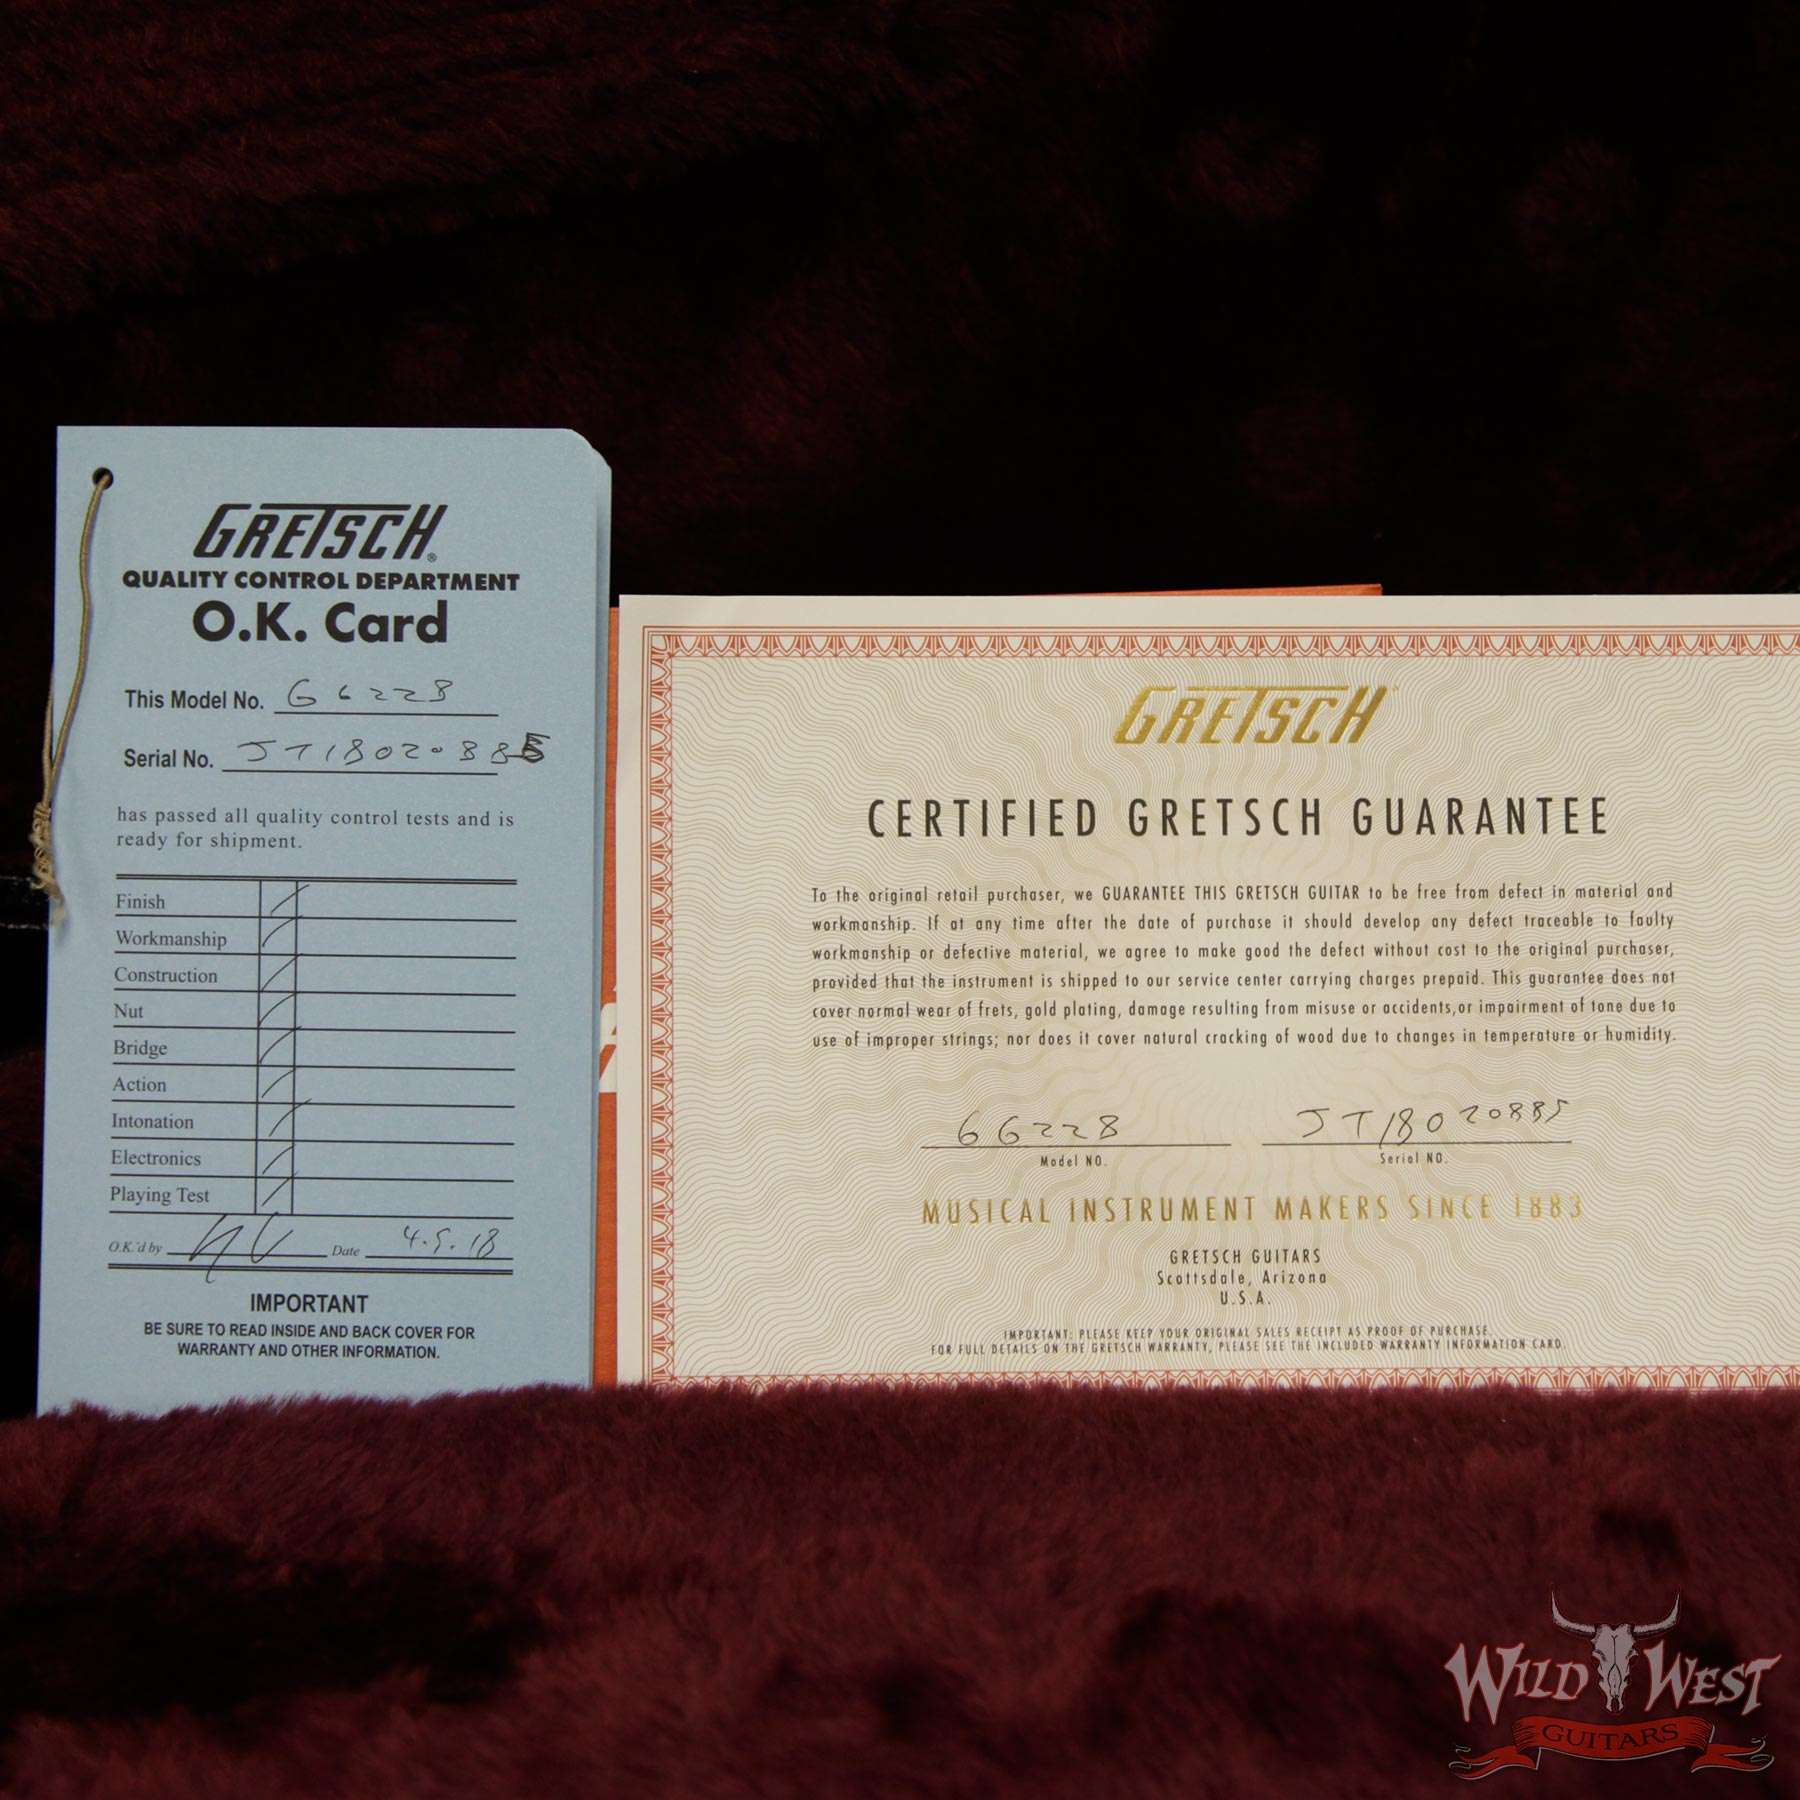 GRETSCH®
QUALITY CONTROL DEPARTMENT
O.K. Card
This Model No. G6228
Serial No. JT18020885
has passed all quality control tests and is
ready for shipment.
Finish
Workmanship
Construction
Nut
Bridge
Action
Intonation
Electronics
Playing Test
O.K.'d by Date 4.5.18
IMPORTANT
BE SURE TO READ INSIDE AND BACK COVER FOR
WARRANTY AND OTHER INFORMATION.
GRETSCH
CERTIFIED GRETSCH GUARANTEE
To the original retail purchaser, we GUARANTEE THIS GRETSCH GUITAR to be free from defect in material and
workmanship. If at any time after the date of purchase it should develop any defect traceable to faulty
workmanship or defective material, we agree to make good the defect without cost to the original purchaser,
provided that the instrument is shipped to our service center carrying charges prepaid. This guarantee does not
cover normal wear of frets, gold plating, damage resulting from misuse or accidents,or impairment of tone due to
use of improper strings; nor does it cover natural cracking of wood due to changes in temperature or humidity.
G6228 JT18020885
Model NO. Serial NO.
MUSICAL INSTRUMENT MAKERS SINCE 1883
GRETSCH GUITARS
Scottsdale, Arizona
U.S.A.
IMPORTANT: PLEASE KEEP YOUR ORIGINAL SALES RECEIPT AS PROOF OF PURCHASE.
FOR FULL DETAILS ON THE GRETSCH WARRANTY, PLEASE SEE THE INCLUDED WARRANTY INFORMATION CARD.
WILD WEST
GUITARS